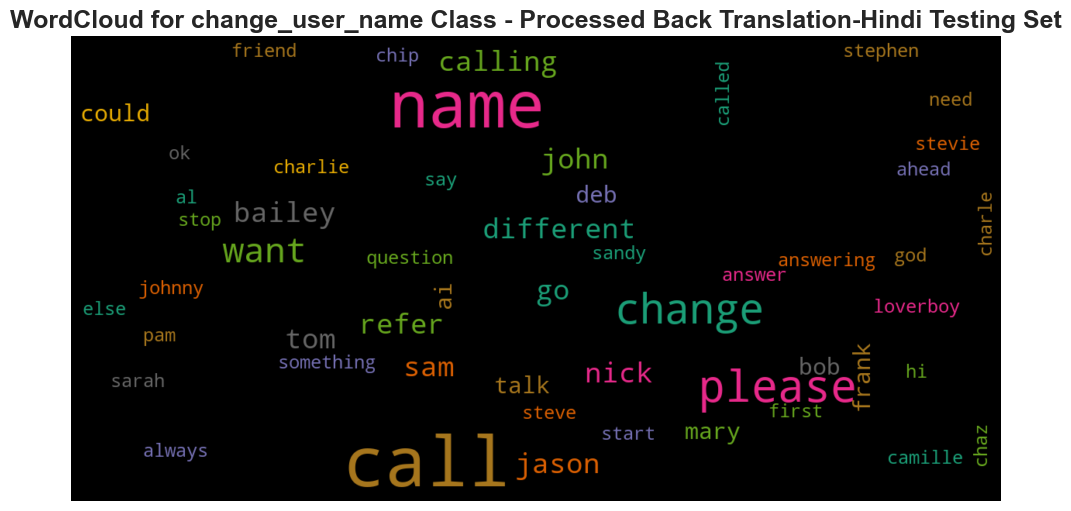 WordCloud for change_user_name Class - Processed Back Translation-Hindi Testing Set
friend
chip
calling
stephen
called
name
could
need
stevie
ok
charlie
john
ahead
say
al
deb
charle
stop
bailey
different
want
question
sandy
answering
god
answer
johnny
ai
go
else
change
loverboy
refer
pam
tom
something
sam
nick
bob
frank
hi
sarah
talk
please
steve
first
start
mary
always
call
jason
camille
chaz